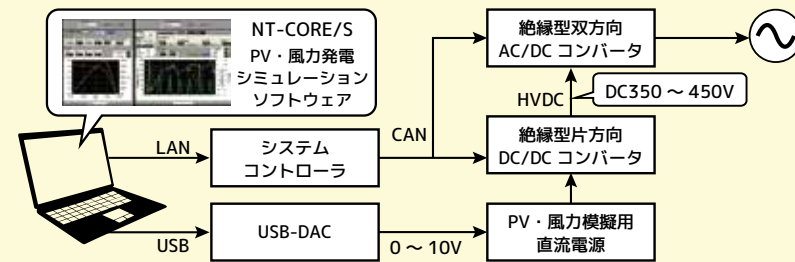 NT-CORE/S
PV・風力発電
シミュレーション
ソフトウェア
絶縁型双方向
AC/DC コンバータ
HVDC
DC350 ～ 450V
LAN
システム
コントローラ
CAN
絶縁型片方向
DC/DC コンバータ
USB
USB-DAC
0 ～ 10V
PV・風力模擬用
直流電源